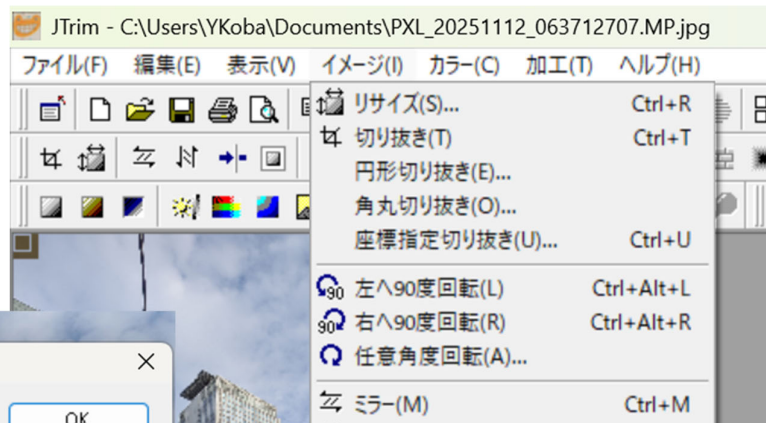 JTrim - C:\Users\YKoba\Documents\PXL_20251112_063712707.MP.jpg
ファイル(F) 編集(E) 表示(V) イメージ(I) カラー(C) 加工(T) ヘルプ(H)
リサイズ(S)... Ctrl+R
切り抜き(T) Ctrl+T
円形切り抜き(E)...
角丸切り抜き(O)...
座標指定切り抜き(U)... Ctrl+U
90 左へ90度回転(L) Ctrl+Alt+L
90 右へ90度回転(R) Ctrl+Alt+R
任意角度回転(A)...
ミラー(M) Ctrl+M
OK